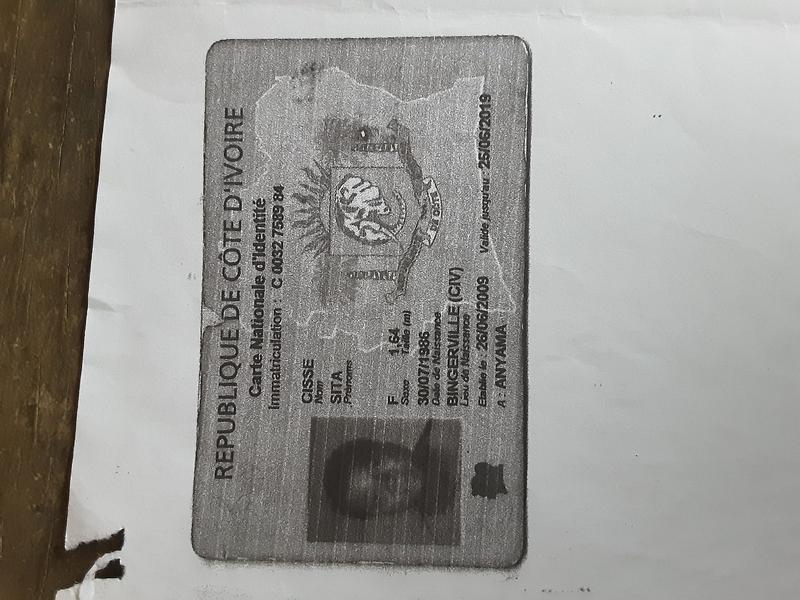 REPUBLIQUE DE CÔTE D'IVOIRE
Carte Nationale d'Identité
Immatriculation : C 0032 7689 84
CISSE
Nom
SITA
Prénoms
F 1,64
Sexe Taille (m)
30/07/1986
Date de Naissance
BINGERVILLE (CIV)
Lieu de Naissance
Etablie le : 26/06/2009 Valide jusqu'au : 25/06/2019
A : ANYAMA